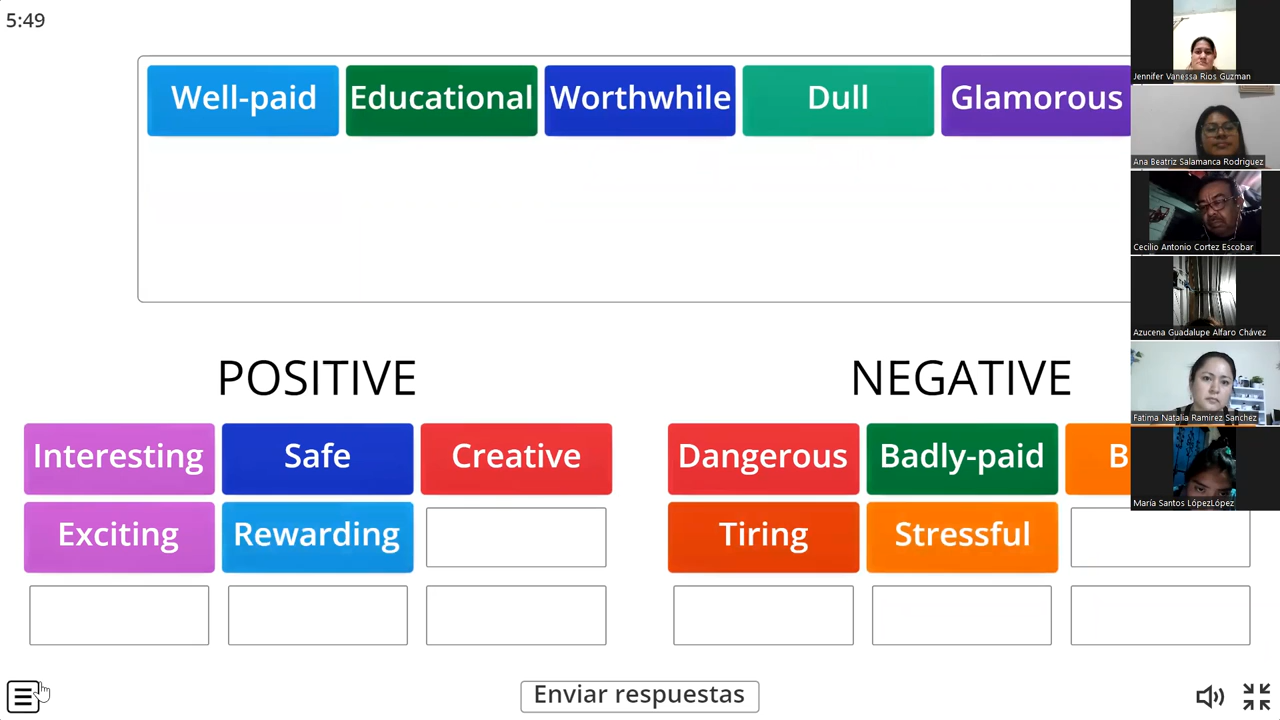 5:49
Well-paid
Educational
Worthwhile
Dull
Glamorous
POSITIVE
NEGATIVE
Interesting
Safe
Creative
Exciting
Rewarding
Dangerous
Badly-paid
B
Tiring
Stressful
Enviar respuestas
Jennifer Vanessa Rios Guzman
Ana Beatriz Salamanca Rodriguez
Cecilio Antonio Cortez Escobar
Azucena Guadalupe Alfaro Chávez
Fatima Natalia Ramirez Sanchez
María Santos LópezLópez